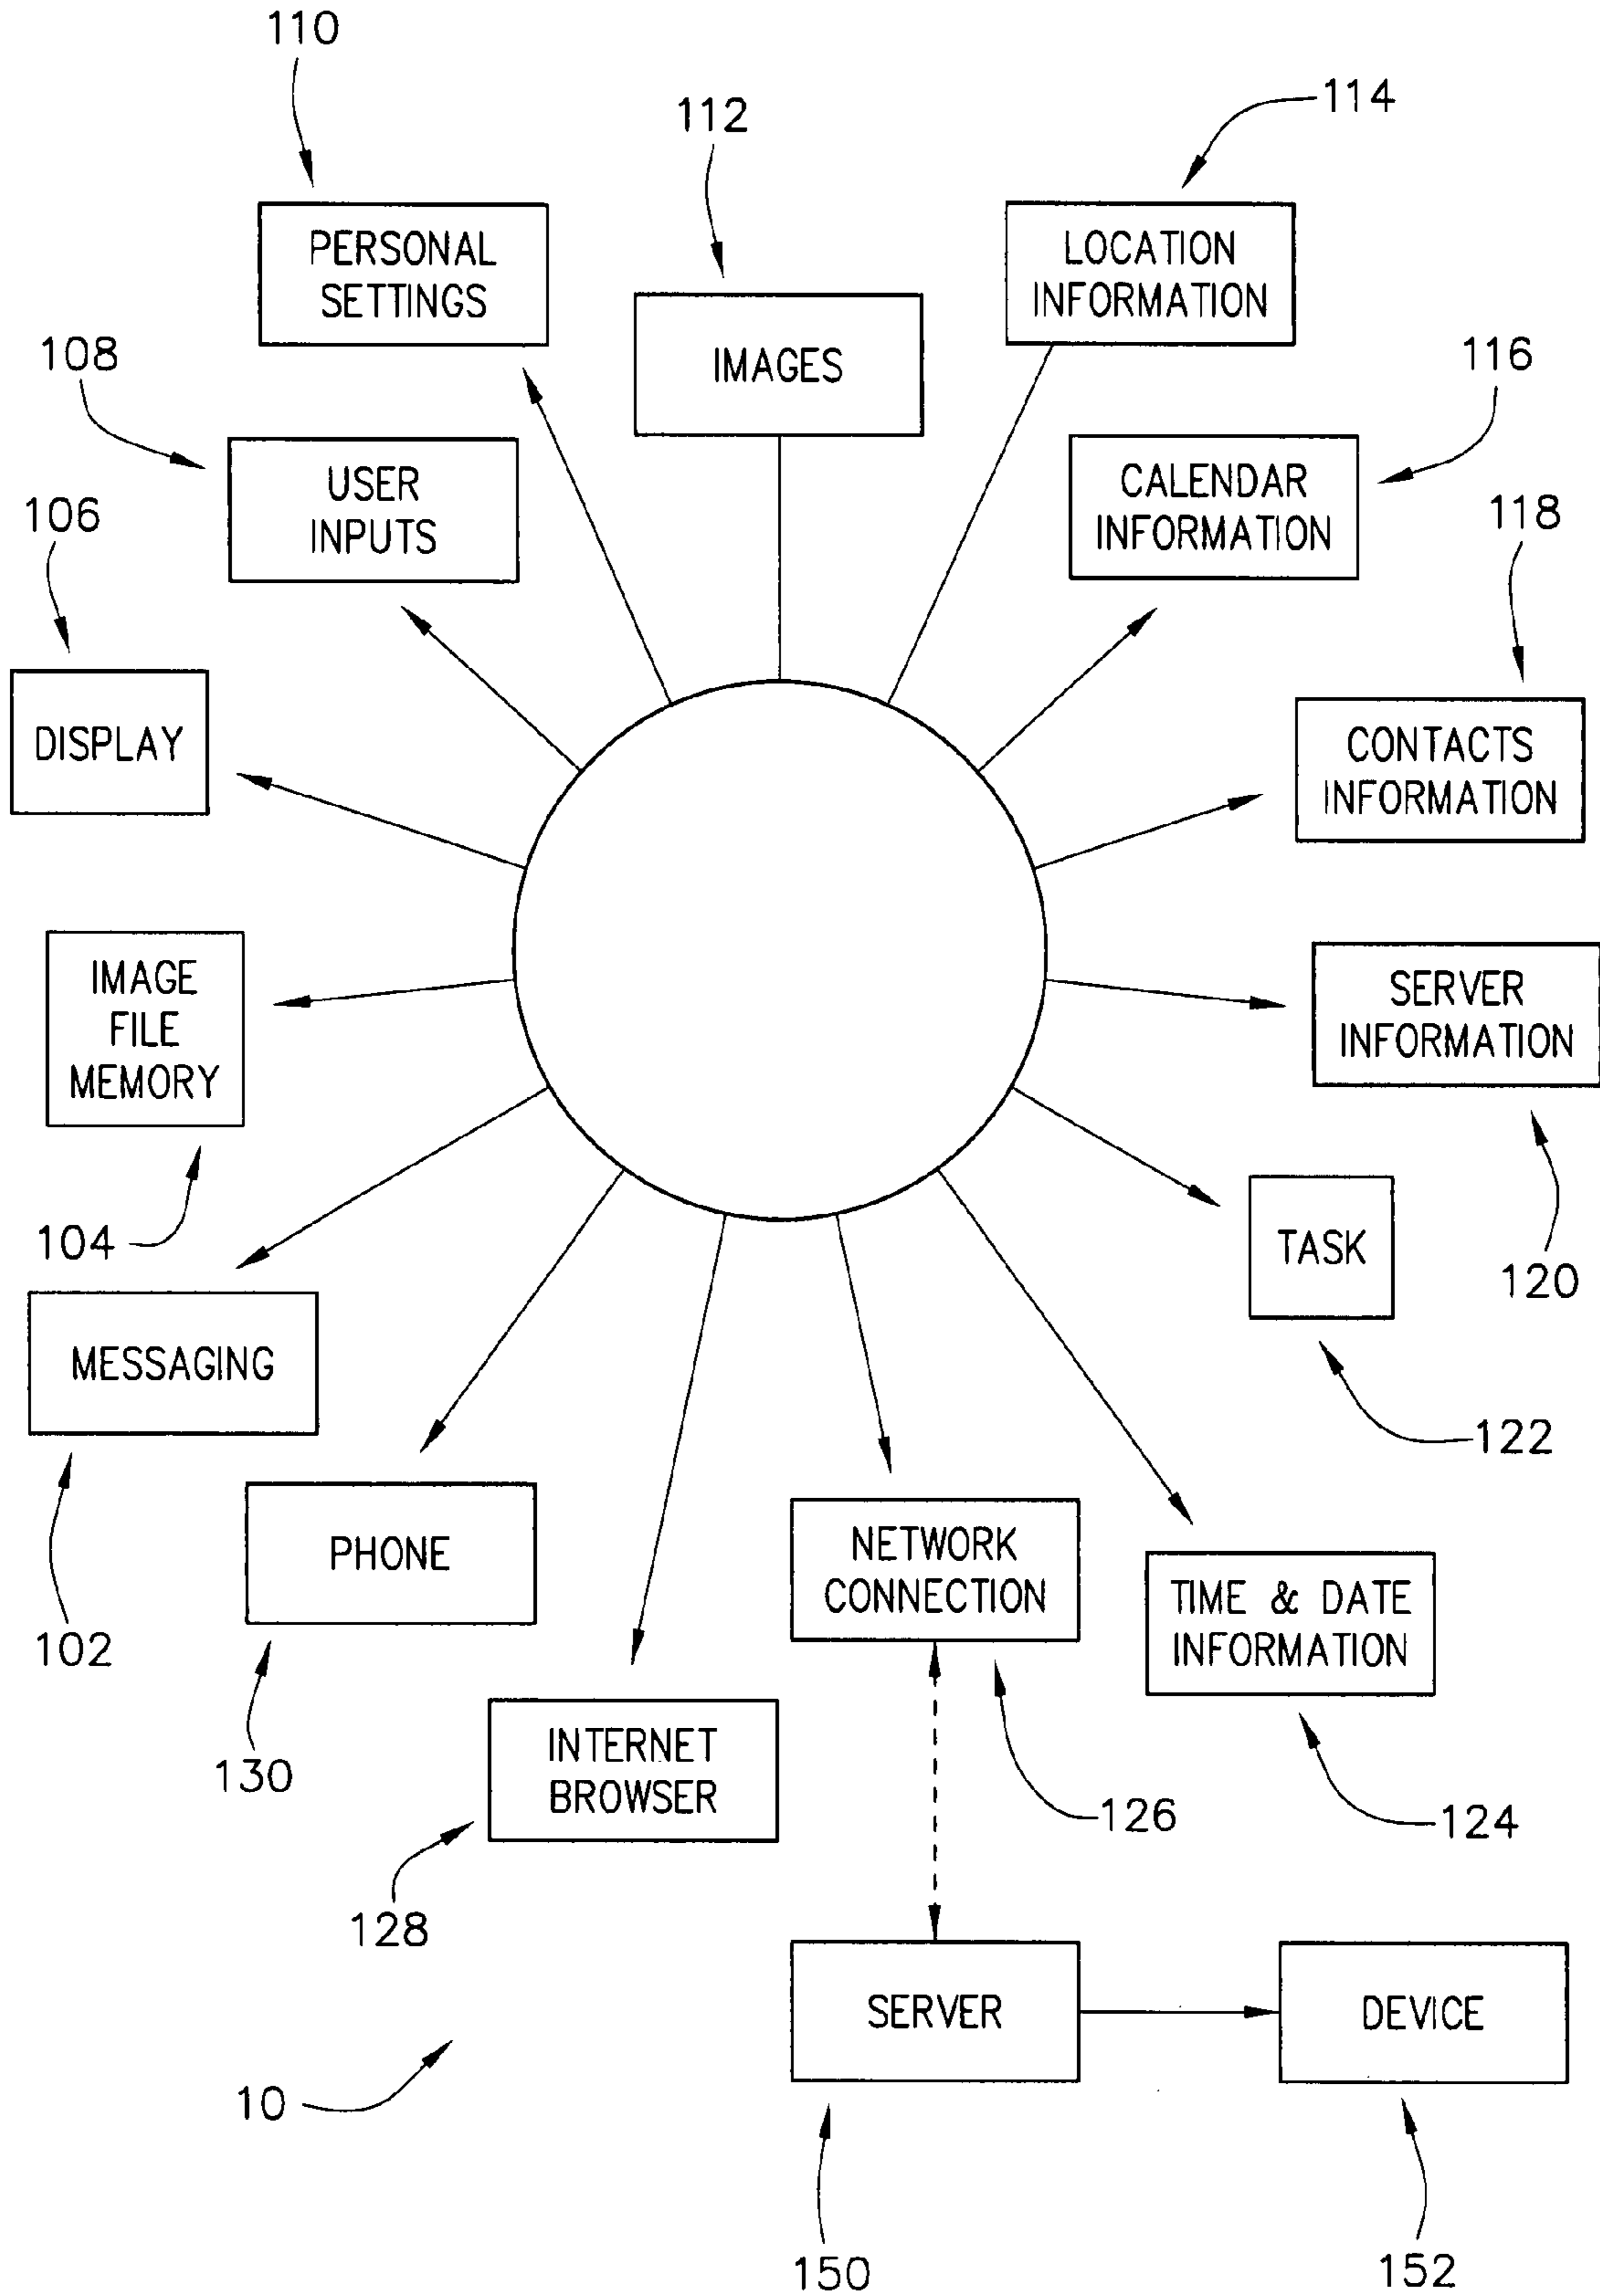 110
112
114
PERSONAL
SETTINGS
LOCATION
INFORMATION
IMAGES
108
116
USER
INPUTS
CALENDAR
INFORMATION
106
118
DISPLAY
CONTACTS
INFORMATION
IMAGE
FILE
MEMORY
SERVER
INFORMATION
104
TASK
120
MESSAGING
122
PHONE
NETWORK
CONNECTION
TIME & DATE
INFORMATION
102
130
INTERNET
BROWSER
126
124
128
SERVER
DEVICE
10
150
152